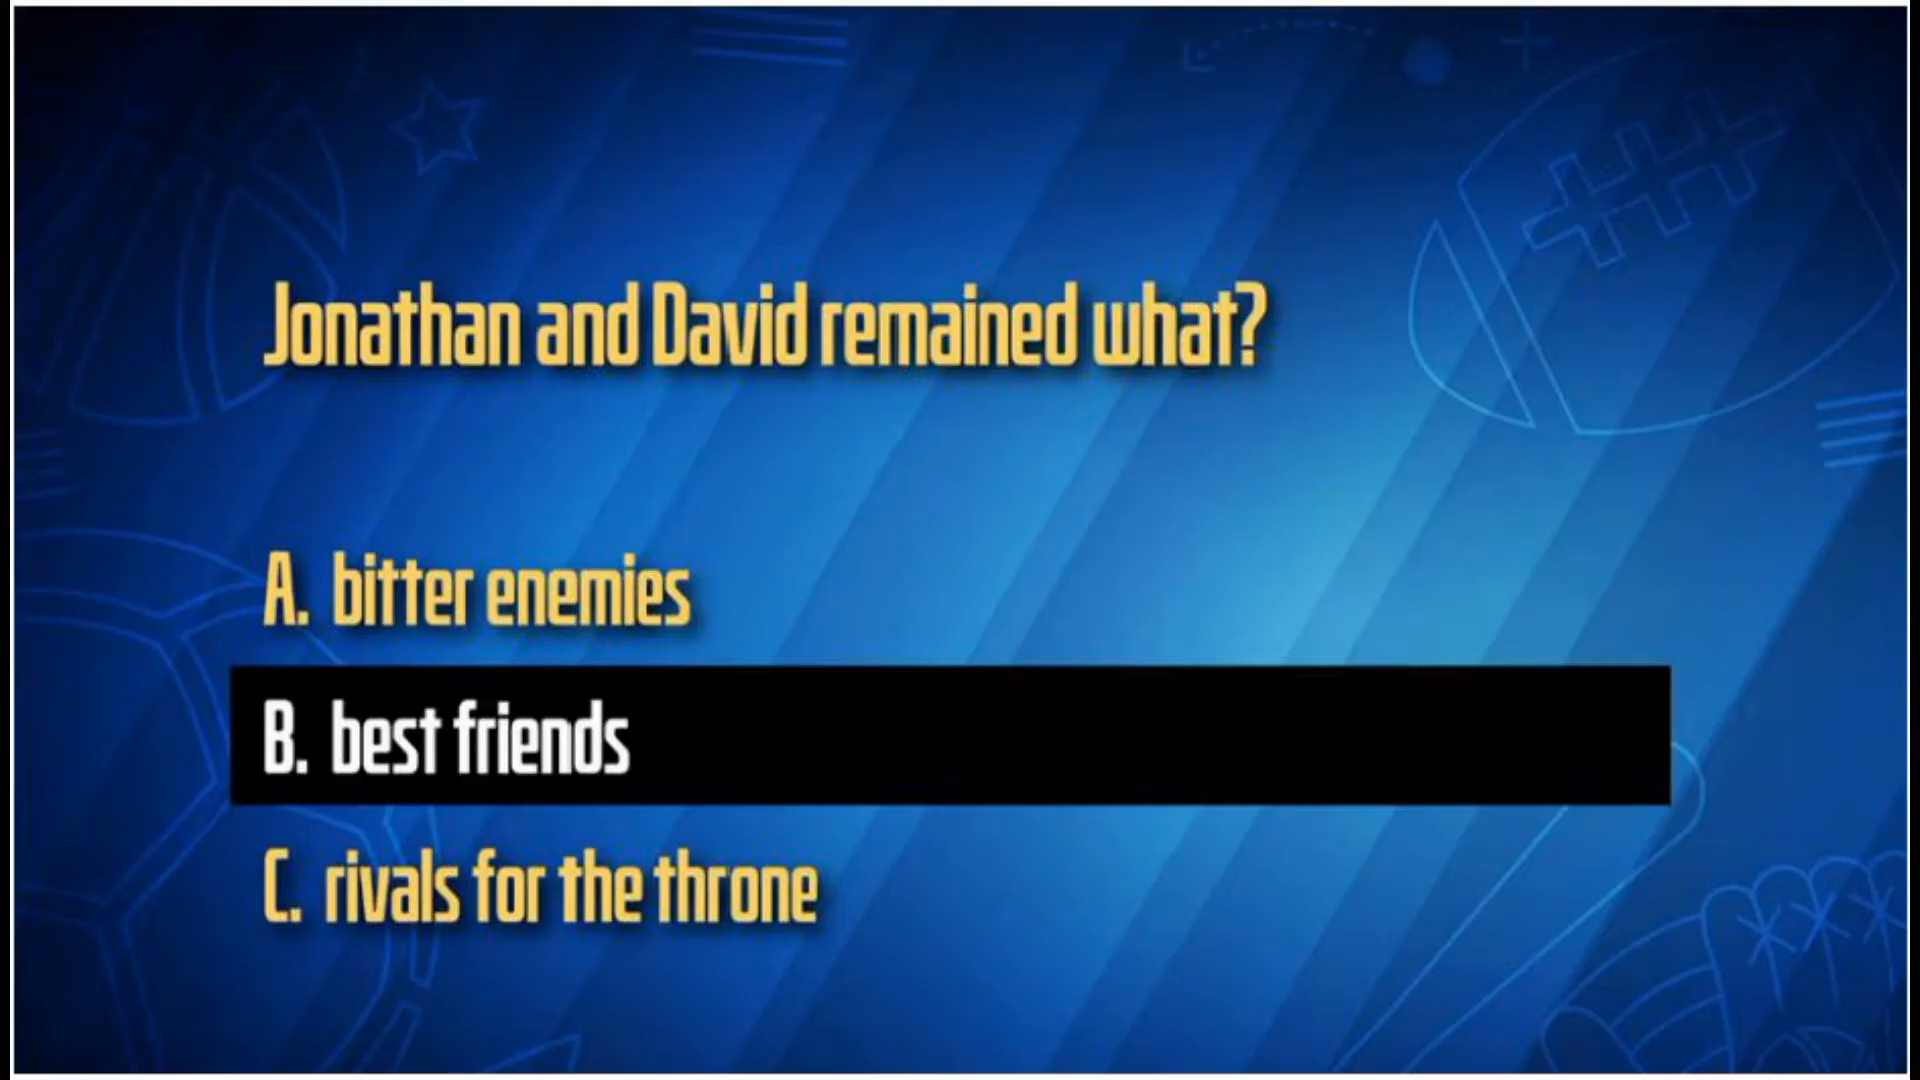 Jonathan and David remained what?
A. bitter enemies
B. best friends
C. rivals for the throne